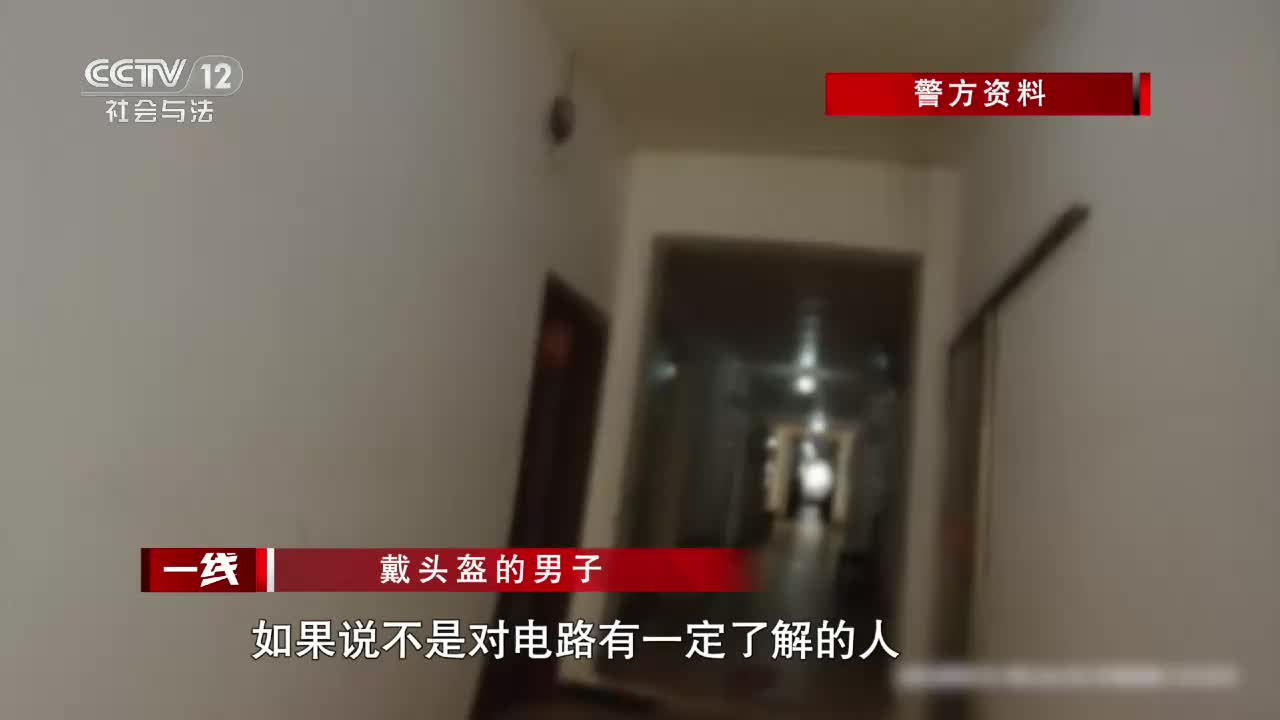 CCTV 12
社会与法
警方资料
一线
戴头盔的男子
如果说不是对电路有一定了解的人